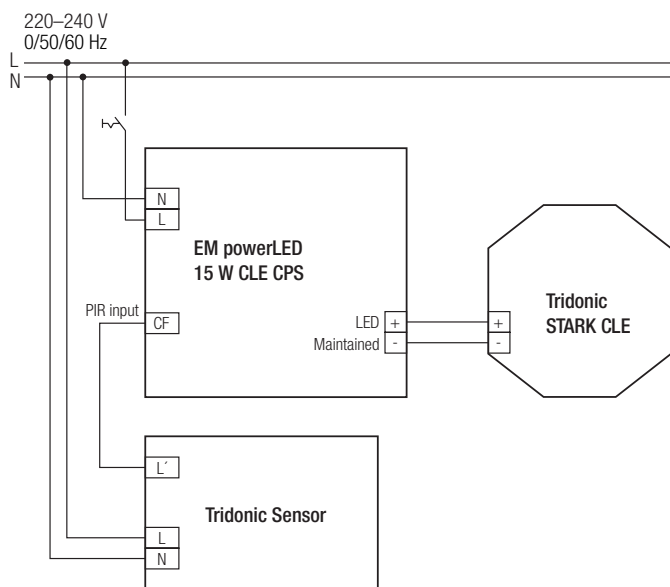 220–240 V
0/50/60 Hz
L
N
N
L
EM powerLED
15 W CLE CPS
PIR input
CF
LED
+
+
Maintained
-
-
Tridonic
STARK CLE
L´
Tridonic Sensor
L
N